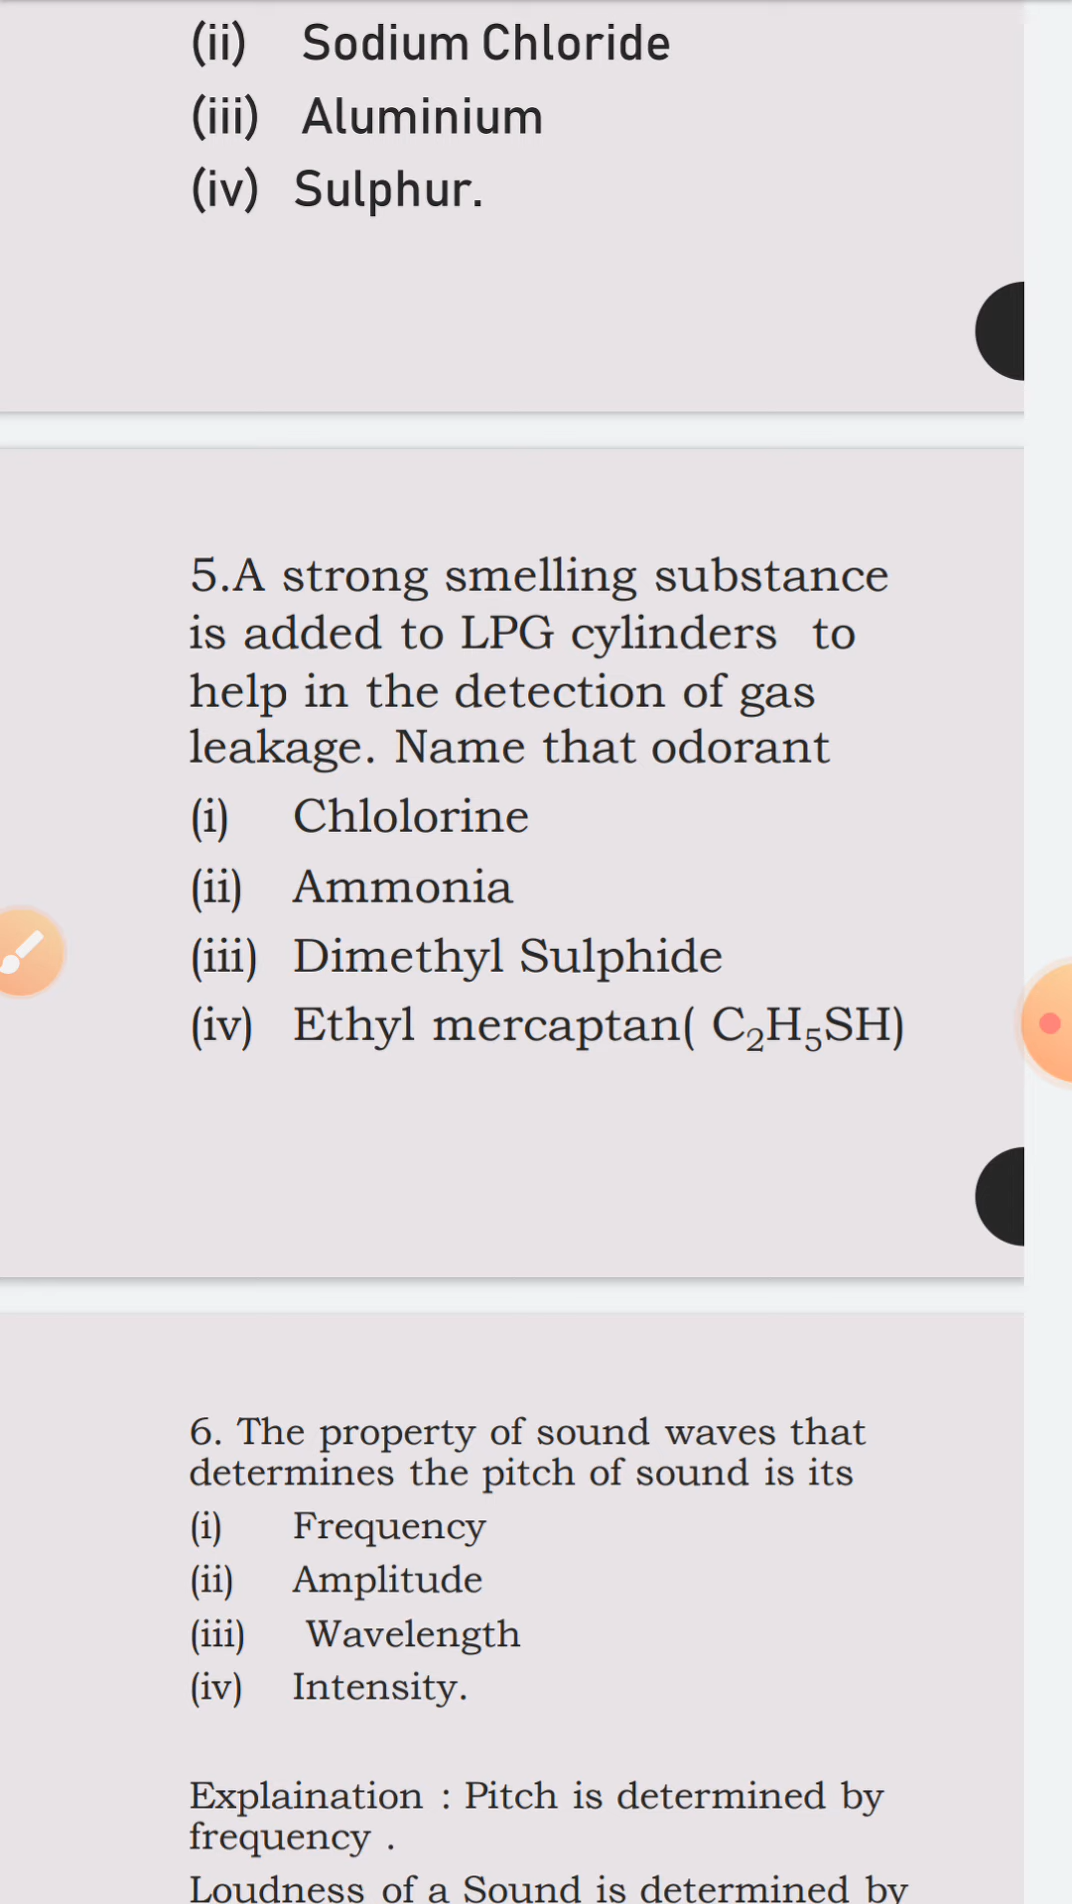 (ii) Sodium Chloride
(iii) Aluminium
(iv) Sulphur.
5.A strong smelling substance
is added to LPG cylinders to
help in the detection of gas
leakage. Name that odorant
(i) Chlolorine
(ii) Ammonia
(iii) Dimethyl Sulphide
(iv) Ethyl mercaptan( C₂H₅SH)
6. The property of sound waves that
determines the pitch of sound is its
(i) Frequency
(ii) Amplitude
(iii) Wavelength
(iv) Intensity.
Explaination : Pitch is determined by
frequency .
Loudness of a Sound is determined by